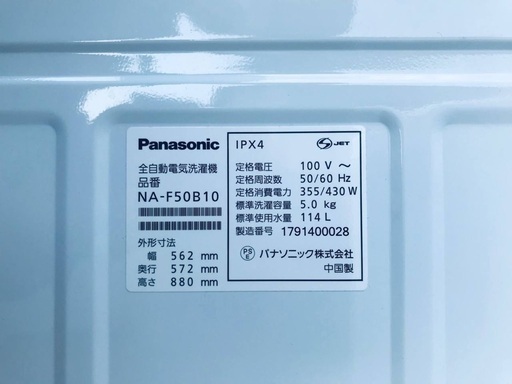 Panasonic
全自動電気洗濯機
品番
NA-F50B10
外形寸法
幅 562 mm
奥行 572 mm
高さ 880 mm
IPX4
S JET
定格電圧 100 V ～
定格周波数 50/60 Hz
定格消費電力 355/430 W
標準洗濯容量 5.0 kg
標準使用水量 114 L
製造番号 1791400028
PS E パナソニック株式会社
中国製